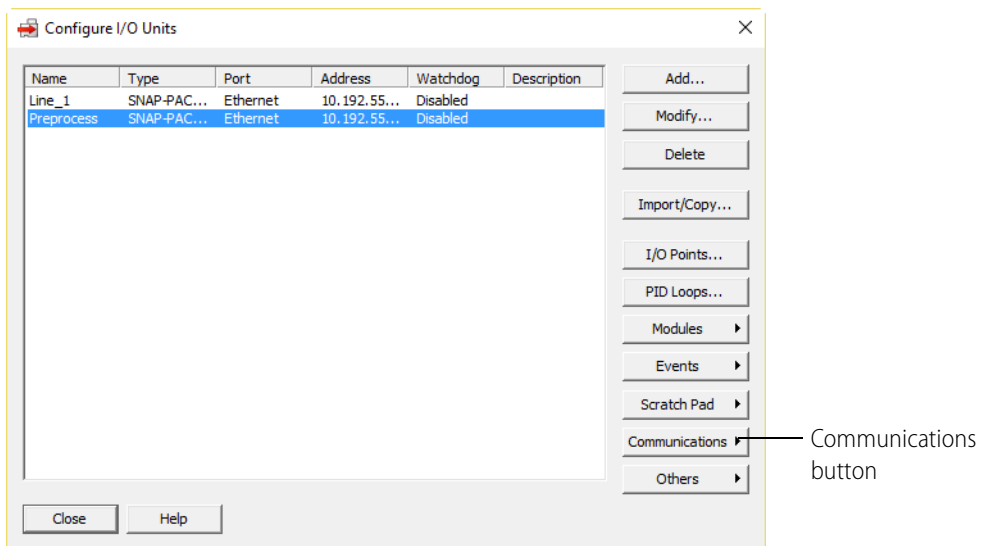 Configure I/O Units
Name Type Port Address Watchdog Description
Line_1 SNAP-PAC... Ethernet 10.192.55... Disabled
Preprocess SNAP-PAC... Ethernet 10.192.55... Disabled
Add...
Modify...
Delete
Import/Copy...
I/O Points...
PID Loops...
Modules
Events
Scratch Pad
Communications
Others
Communications
button
Close Help